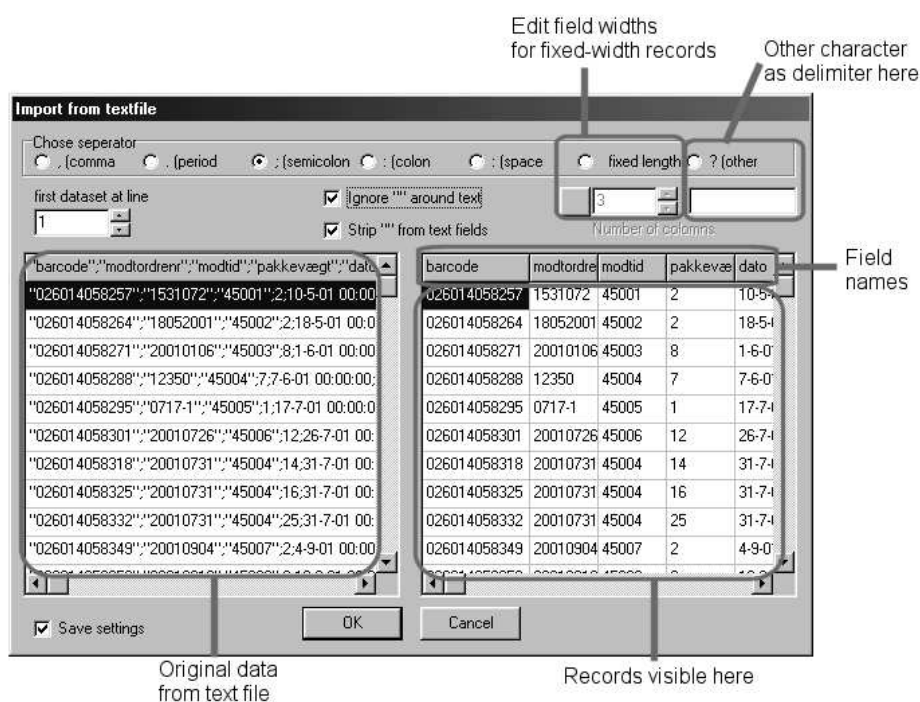 Edit field widths
for fixed-width records
Other character
as delimiter here
Import from textfile
Chose seperator
, (comma . (period ; (semicolon : (colon : (space fixed length ? (other
first dataset at line
1
Ignore "" around text
Strip "" from text fields
3
Number of colomns
"barcode";"modtordrenr";"modtid";"pakkevægt";"dato
"026014058257";"1531072";"45001";2;10-5-01 00:00
"026014058264";"18052001";"45002";2;18-5-01 00:0
"026014058271";"20010106";"45003";8;1-6-01 00:00
"026014058288";"12350";"45004";7;7-6-01 00:00:00;
"026014058295";"0717-1";"45005";1;17-7-01 00:00:0
"026014058301";"20010726";"45006";12;26-7-01 00:
"026014058318";"20010731";"45004";14;31-7-01 00:
"026014058325";"20010731";"45004";16;31-7-01 00:
"026014058332";"20010731";"45004";25;31-7-01 00:
"026014058349";"20010904";"45007";2;4-9-01 00:00
barcode modtordre modtid pakkevæ dato
026014058257 1531072 45001 2 10-5-
026014058264 18052001 45002 2 18-5-
026014058271 20010106 45003 8 1-6-0
026014058288 12350 45004 7 7-6-0
026014058295 0717-1 45005 1 17-7-
026014058301 20010726 45006 12 26-7-
026014058318 20010731 45004 14 31-7-
026014058325 20010731 45004 16 31-7-
026014058332 20010731 45004 25 31-7-
026014058349 20010904 45007 2 4-9-0
Field
names
Save settings
OK
Cancel
Original data
from text file
Records visible here